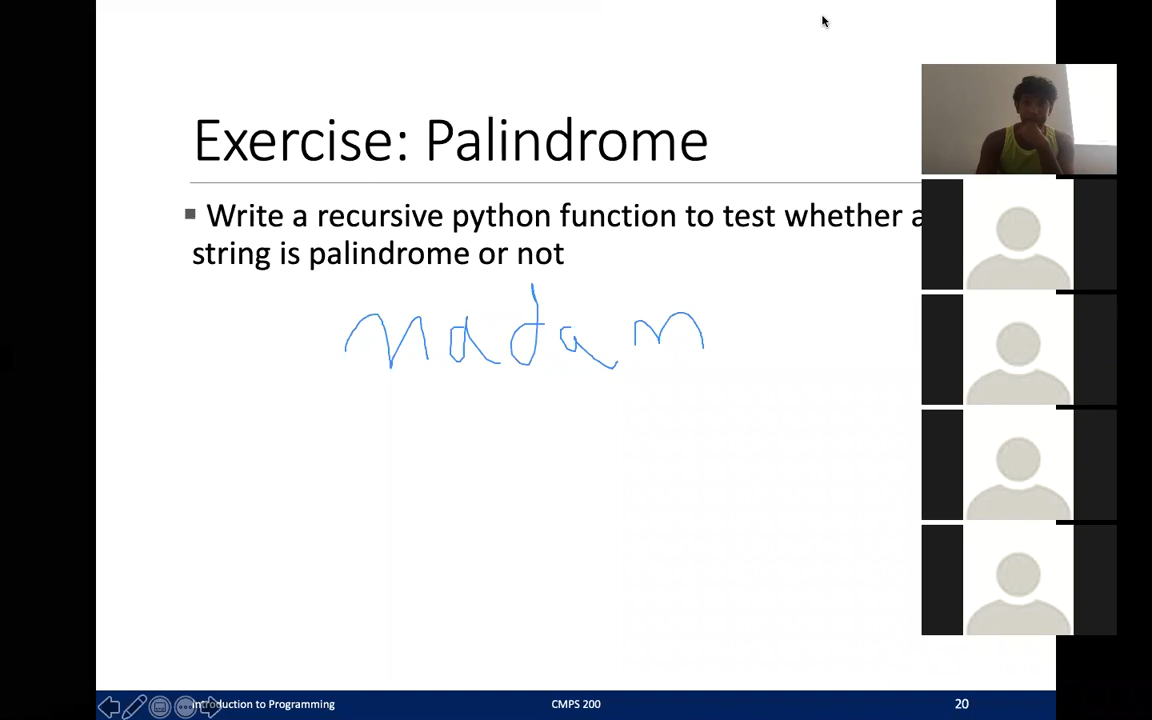 Exercise: Palindrome
▪ Write a recursive python function to test whether a
string is palindrome or not
madam
Introduction to Programming
CMPS 200
20